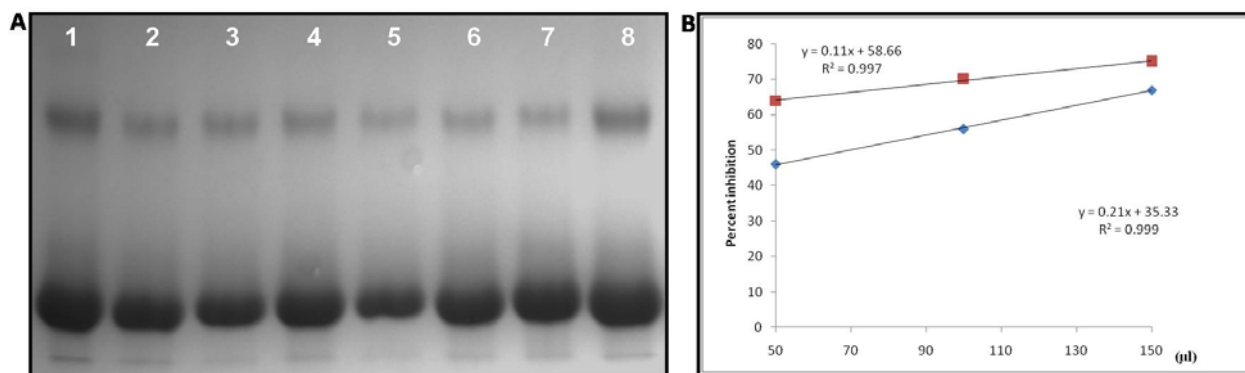 A
1 2 3 4 5 6 7 8
B
y = 0.11x + 58.66
R² = 0.997
80
70
60
50
40
30
20
10
0
Percent inhibition
y = 0.21x + 35.33
R² = 0.999
50 70 90 110 130 150 (µl)